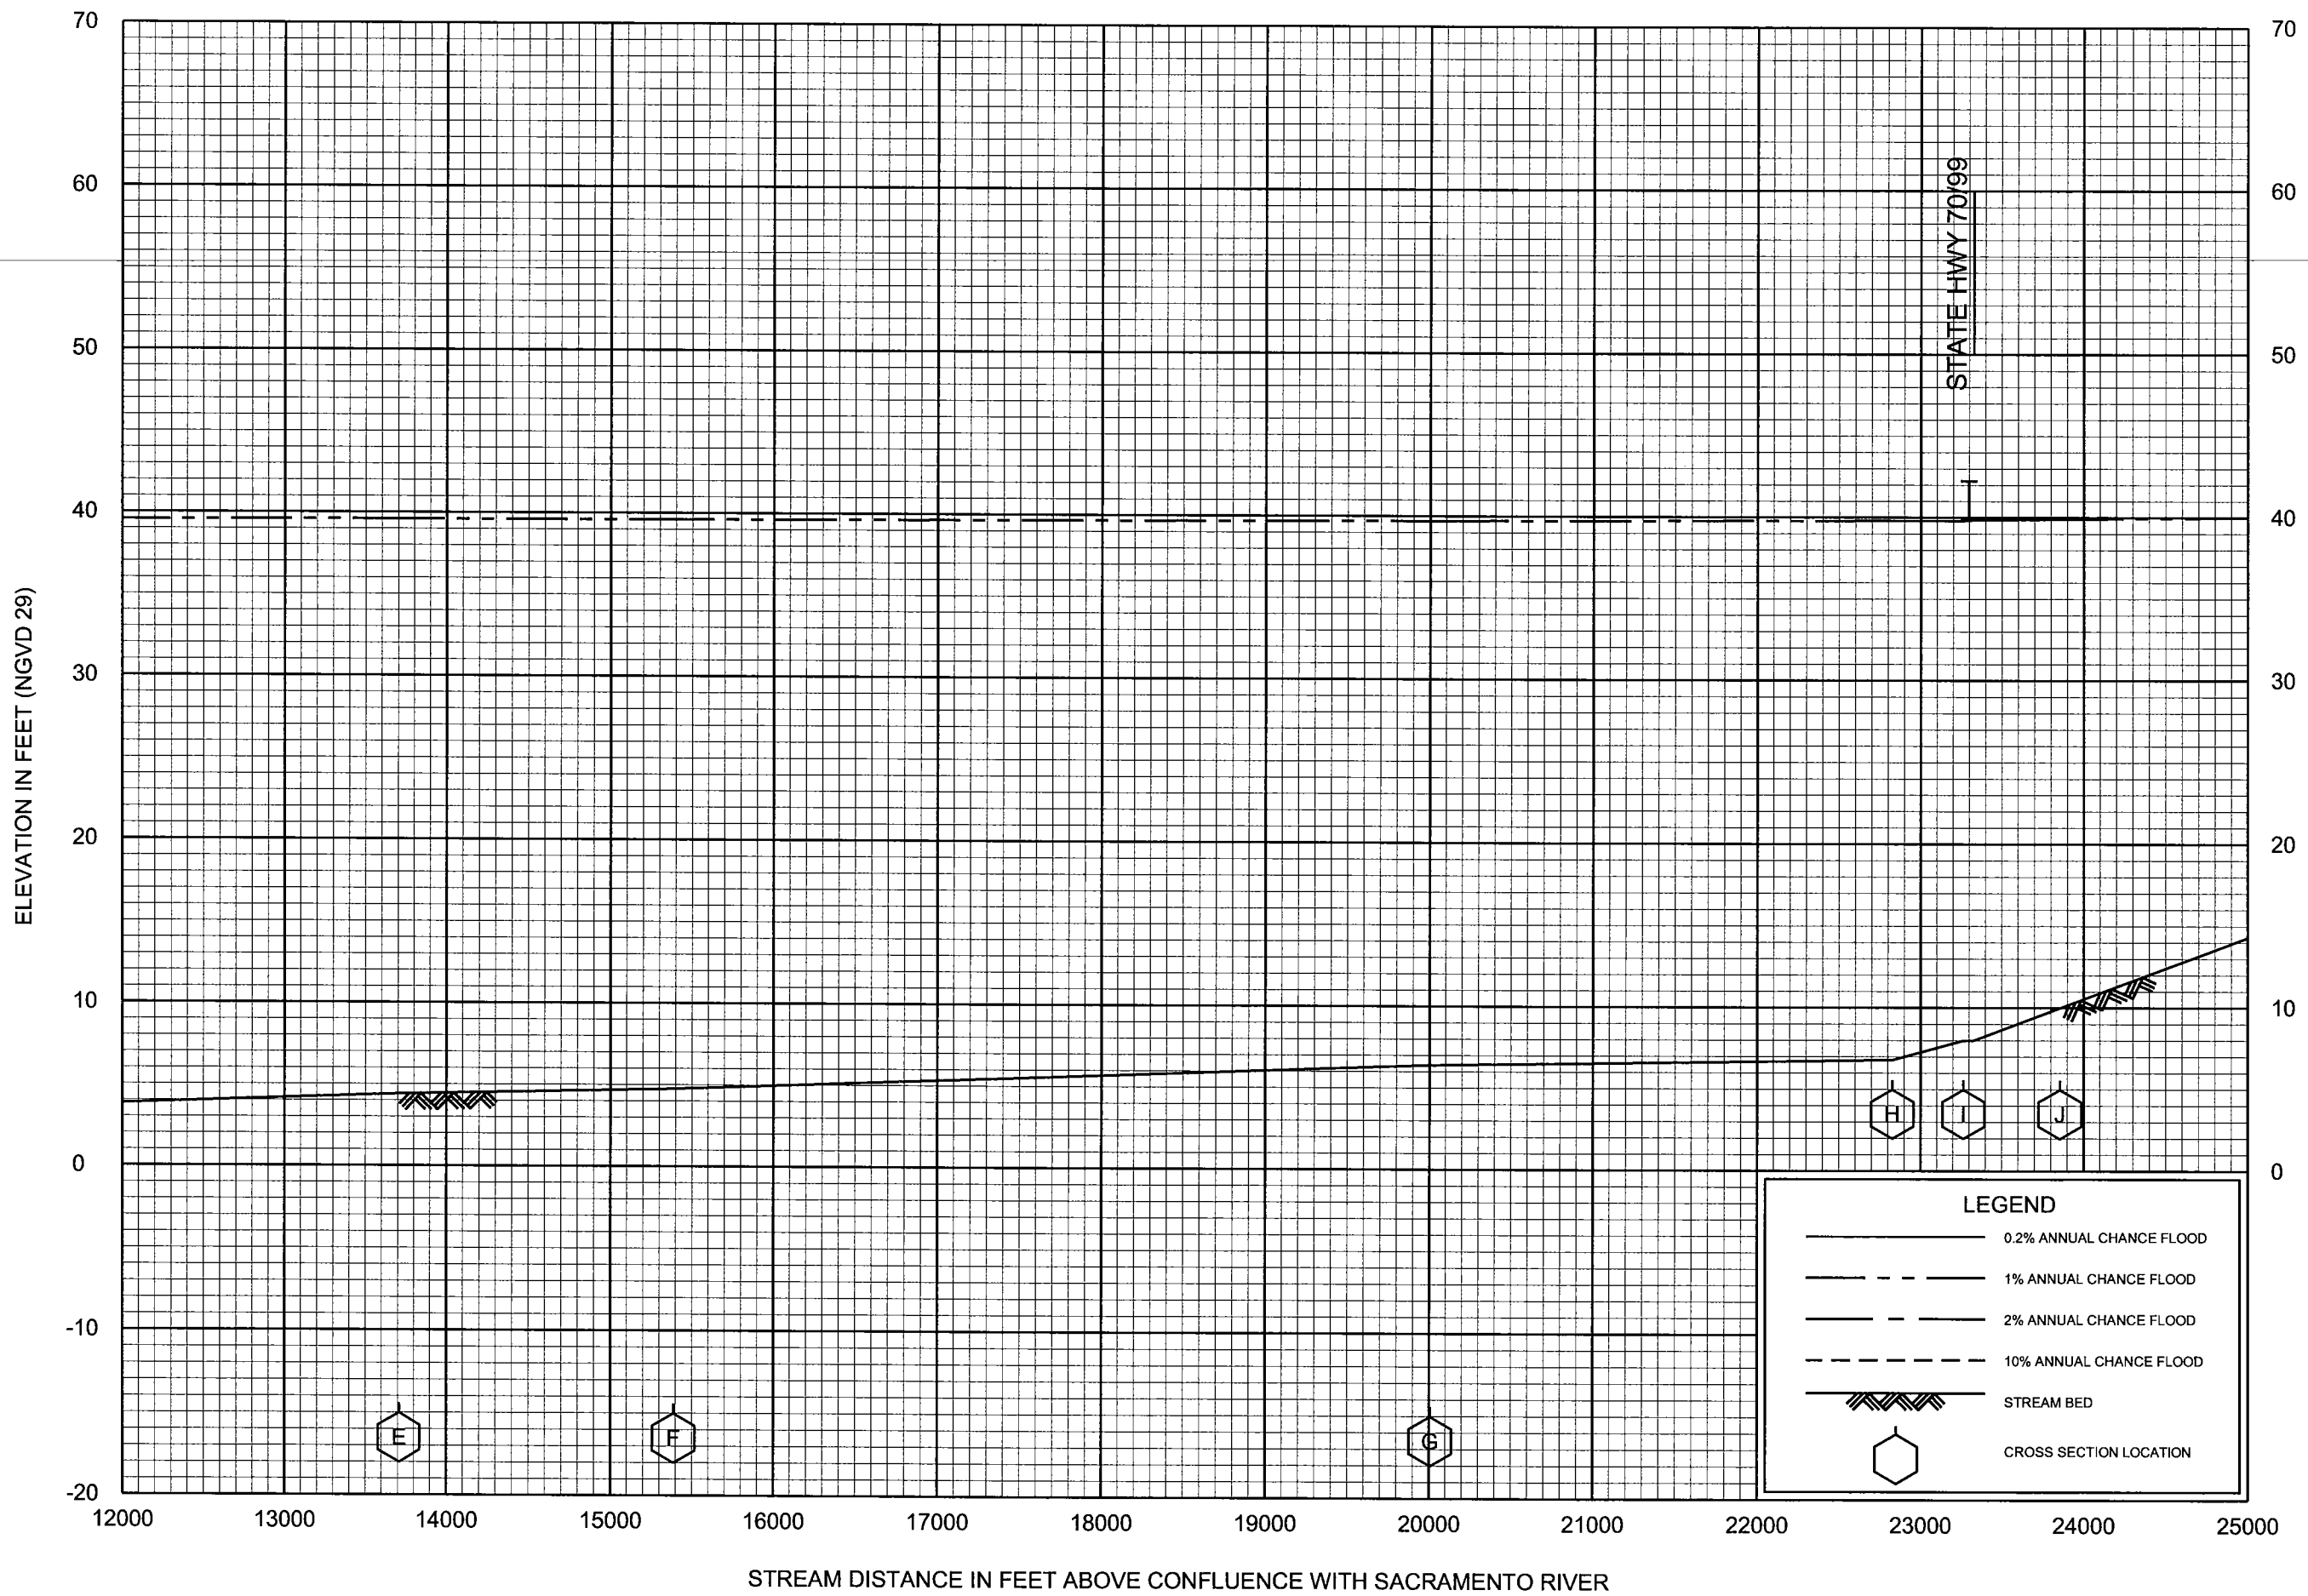 70
60
50
40
30
20
10
0
-10
-20
ELEVATION IN FEET (NGVD 29)
70
60
50
40
30
20
10
0
STATE HWY 70/99
E
F
G
H
I
J
LEGEND
0.2% ANNUAL CHANCE FLOOD
1% ANNUAL CHANCE FLOOD
2% ANNUAL CHANCE FLOOD
10% ANNUAL CHANCE FLOOD
STREAM BED
CROSS SECTION LOCATION
12000 13000 14000 15000 16000 17000 18000 19000 20000 21000 22000 23000 24000 25000
STREAM DISTANCE IN FEET ABOVE CONFLUENCE WITH SACRAMENTO RIVER